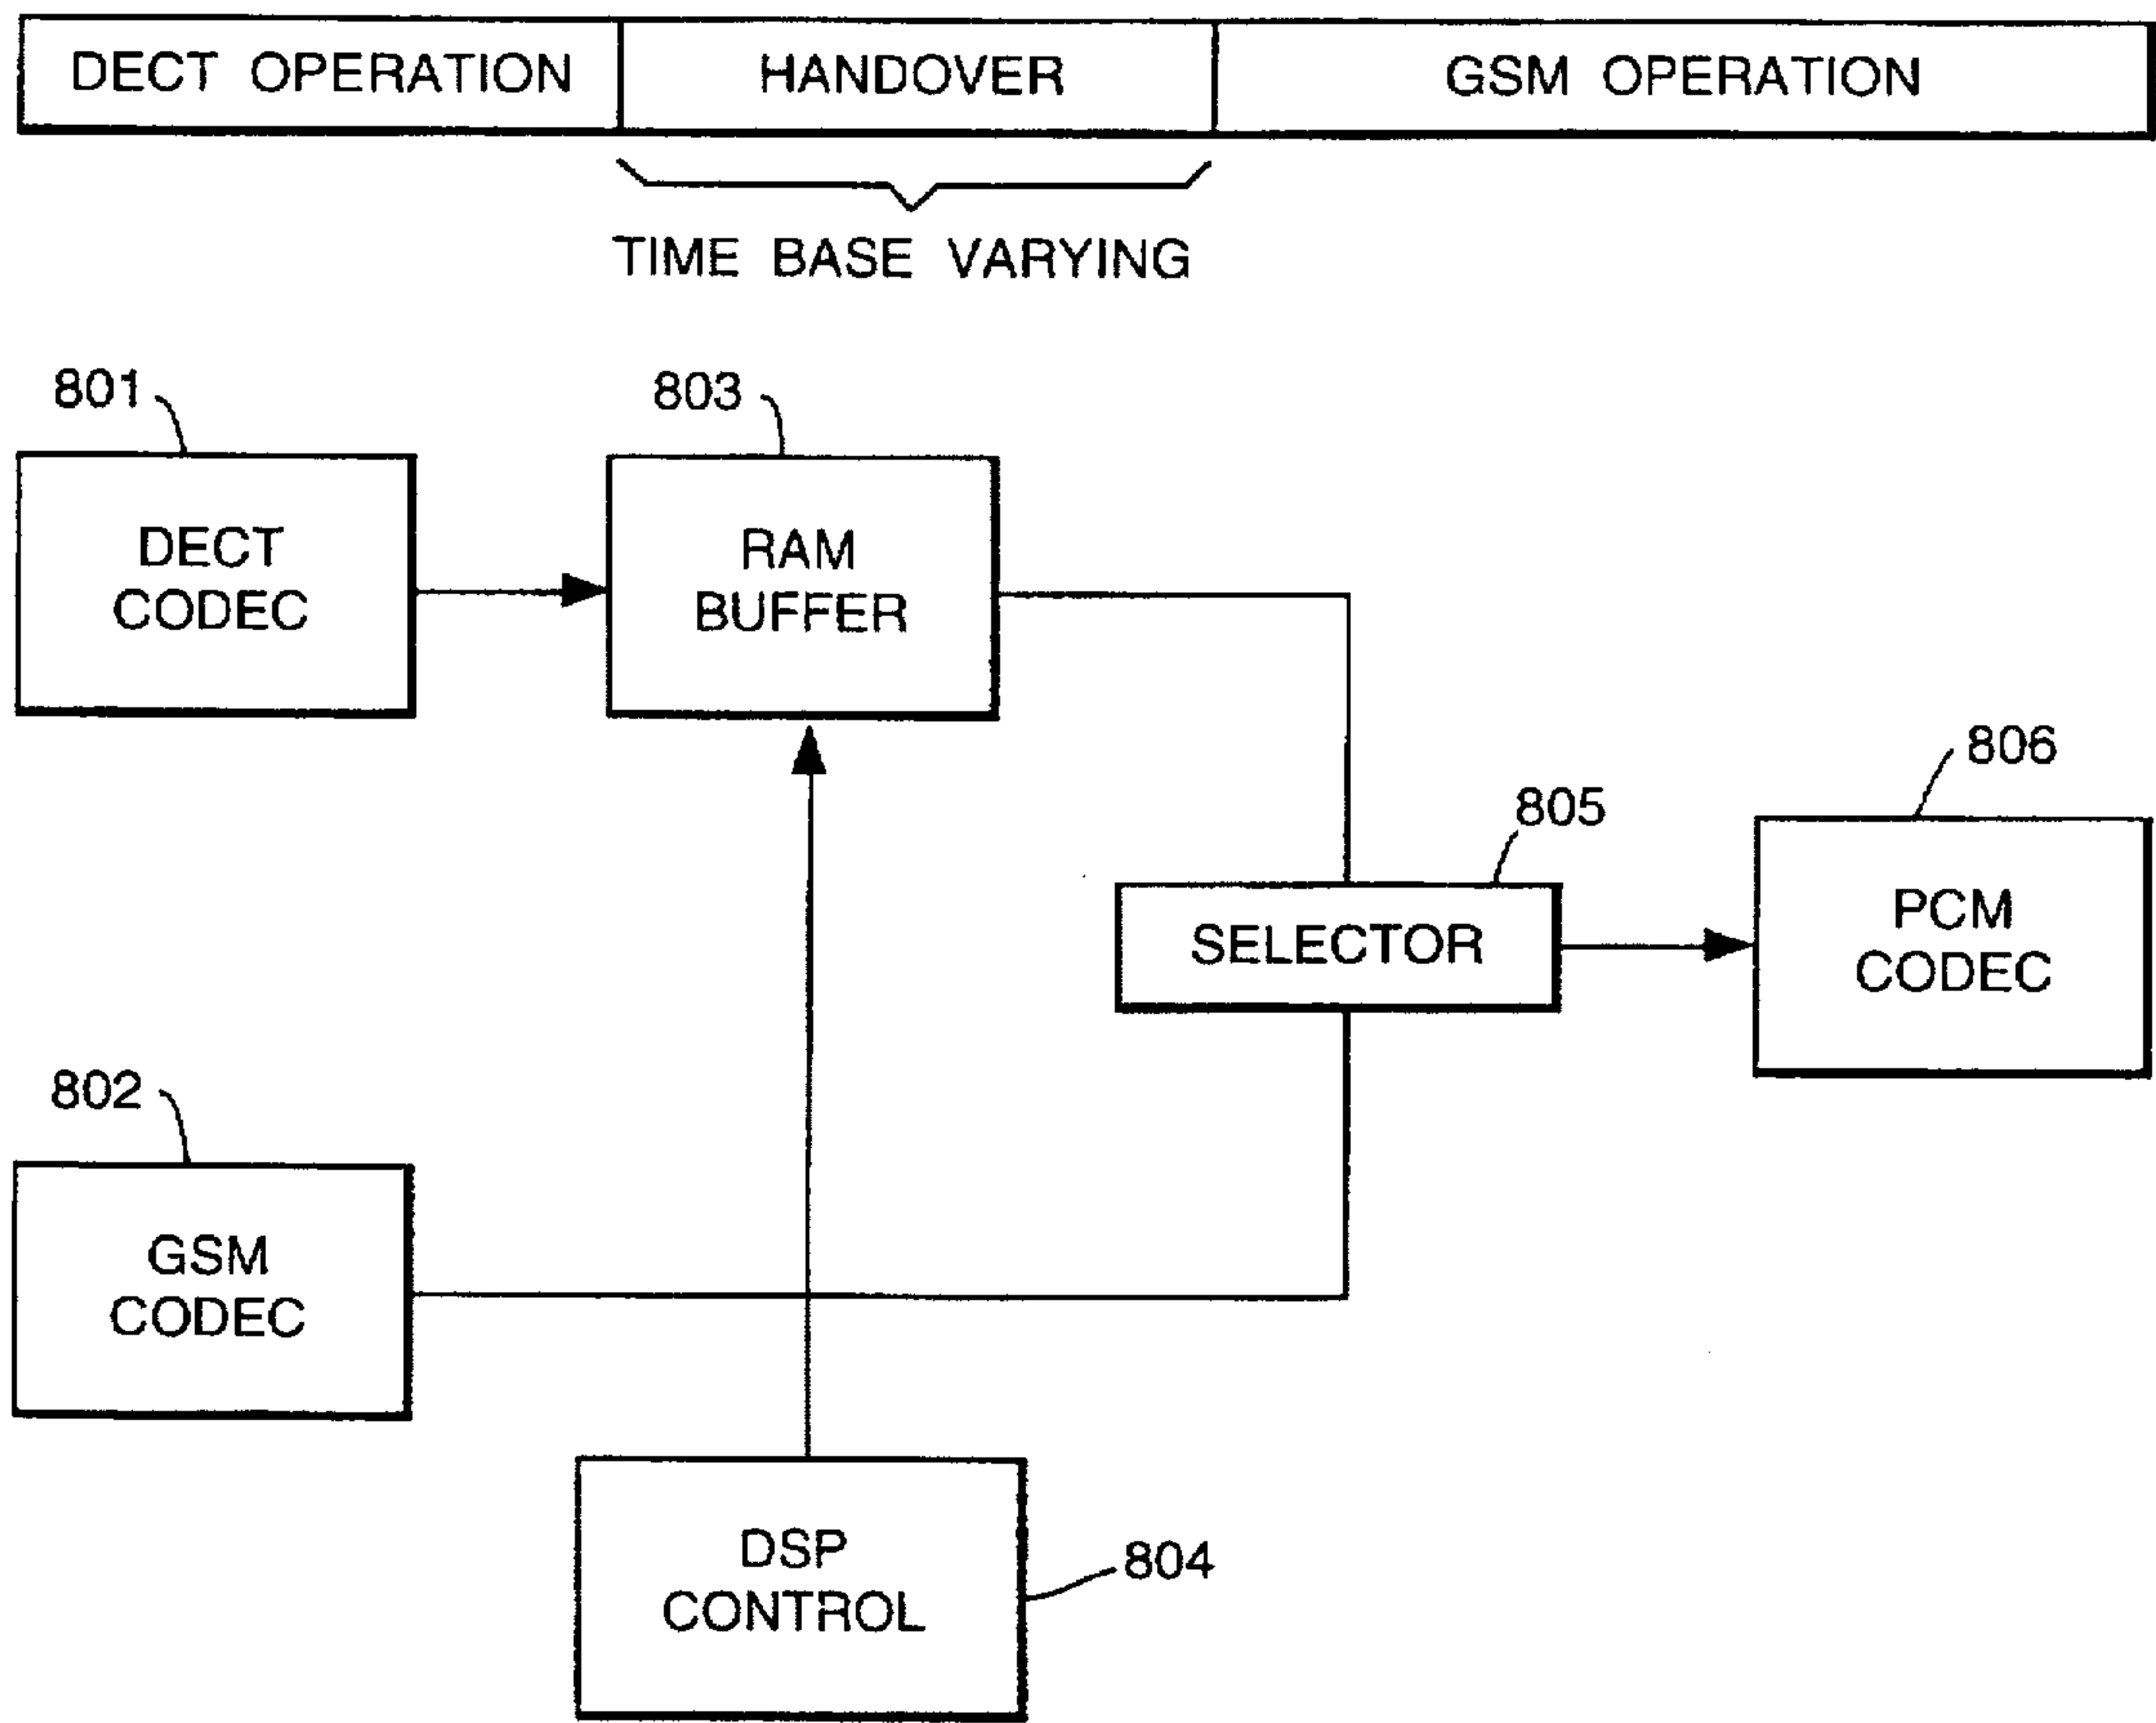 DECT OPERATION
HANDOVER
GSM OPERATION
TIME BASE VARYING
801
803
DECT
CODEC
RAM
BUFFER
806
805
SELECTOR
PCM
CODEC
802
GSM
CODEC
DSP
CONTROL
804